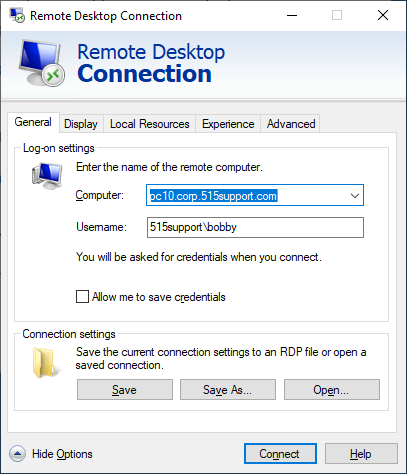 Remote Desktop Connection
Remote Desktop
Connection
General Display Local Resources Experience Advanced
Log-on settings
Enter the name of the remote computer.
Computer: pc10.corp.515support.com
Username: 515support\bobby
You will be asked for credentials when you connect.
Allow me to save credentials
Connection settings
Save the current connection settings to an RDP file or open a
saved connection.
Save Save As... Open...
Hide Options Connect Help